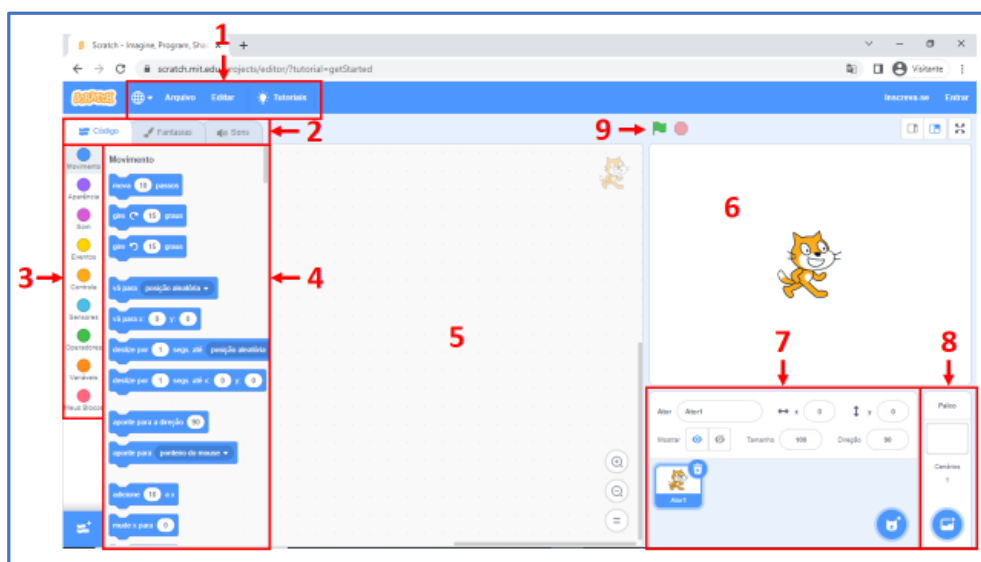 1
Scratch - Imagine, Program, Sha
scratch.mit.edu/projects/editor/?tutorial=getStarted
Visitante
SCRATCH
Arquivo Editar Tutoriais
Inscreva-se Entrar
Código Fantasias Sons
2
9
Movimento
Aparência
Som
Eventos
Controle
Sensores
Operadores
Variáveis
Meus Blocos
3
Movimento
mova 10 passos
gire 15 graus
gire 15 graus
vá para posição aleatória
vá para x: 0 y: 0
deslize por 1 segs. até posição aleatória
deslize por 1 segs. até x: 0 y: 0
aponte para a direção 90
aponte para ponteiro do mouse
adicione 10 a x
mude x para 0
4
5
6
7
8
Ator Ator1 x 0 y 0
Mostrar Tamanho 100 Direção 90
Ator1
Palco
Cenários
1